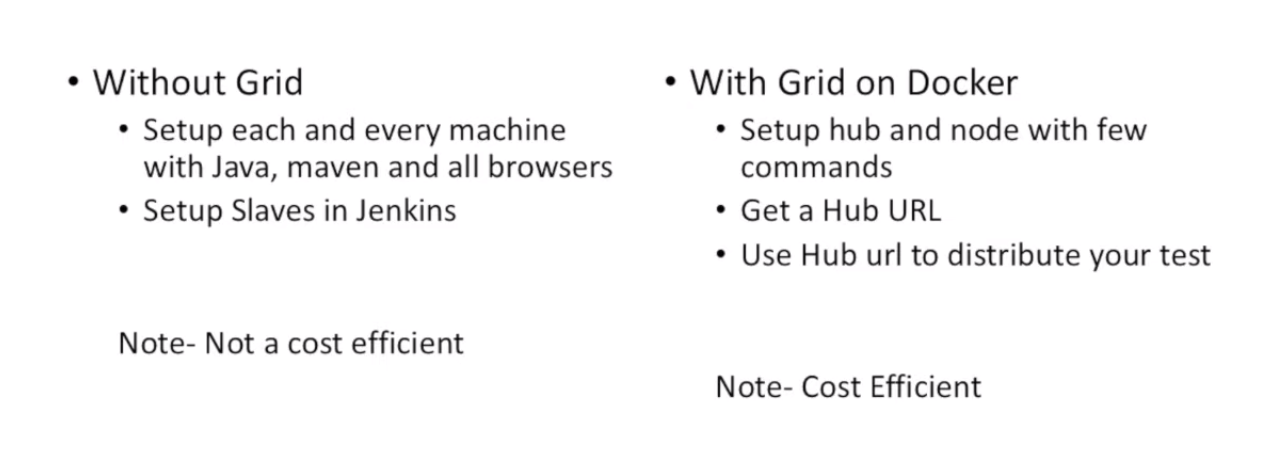 • Without Grid
• Setup each and every machine
with Java, maven and all browsers
• Setup Slaves in Jenkins
Note- Not a cost efficient
• With Grid on Docker
• Setup hub and node with few
commands
• Get a Hub URL
• Use Hub url to distribute your test
Note- Cost Efficient